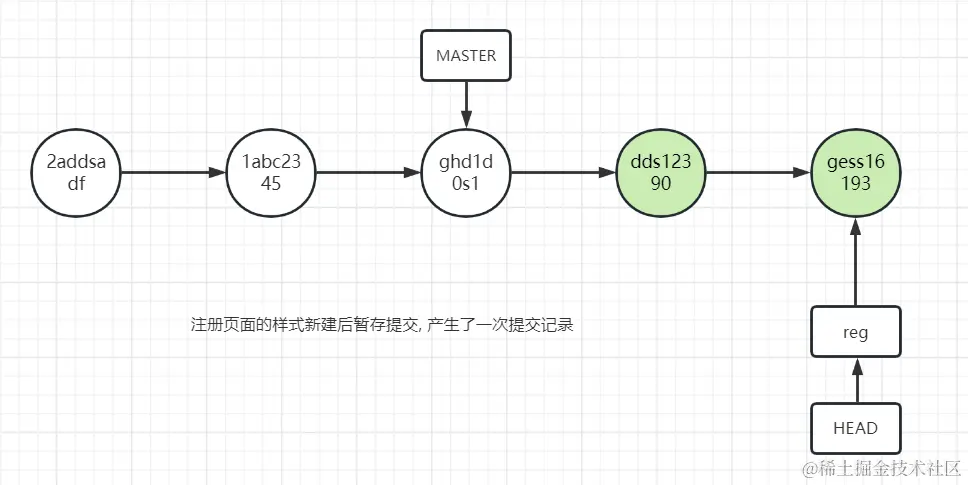 MASTER
2addsa
df
1abc23
45
ghd1d
0s1
dds123
90
gess16
193
注册页面的样式新建后暂存提交, 产生了一次提交记录
reg
HEAD
@稀土掘金技术社区